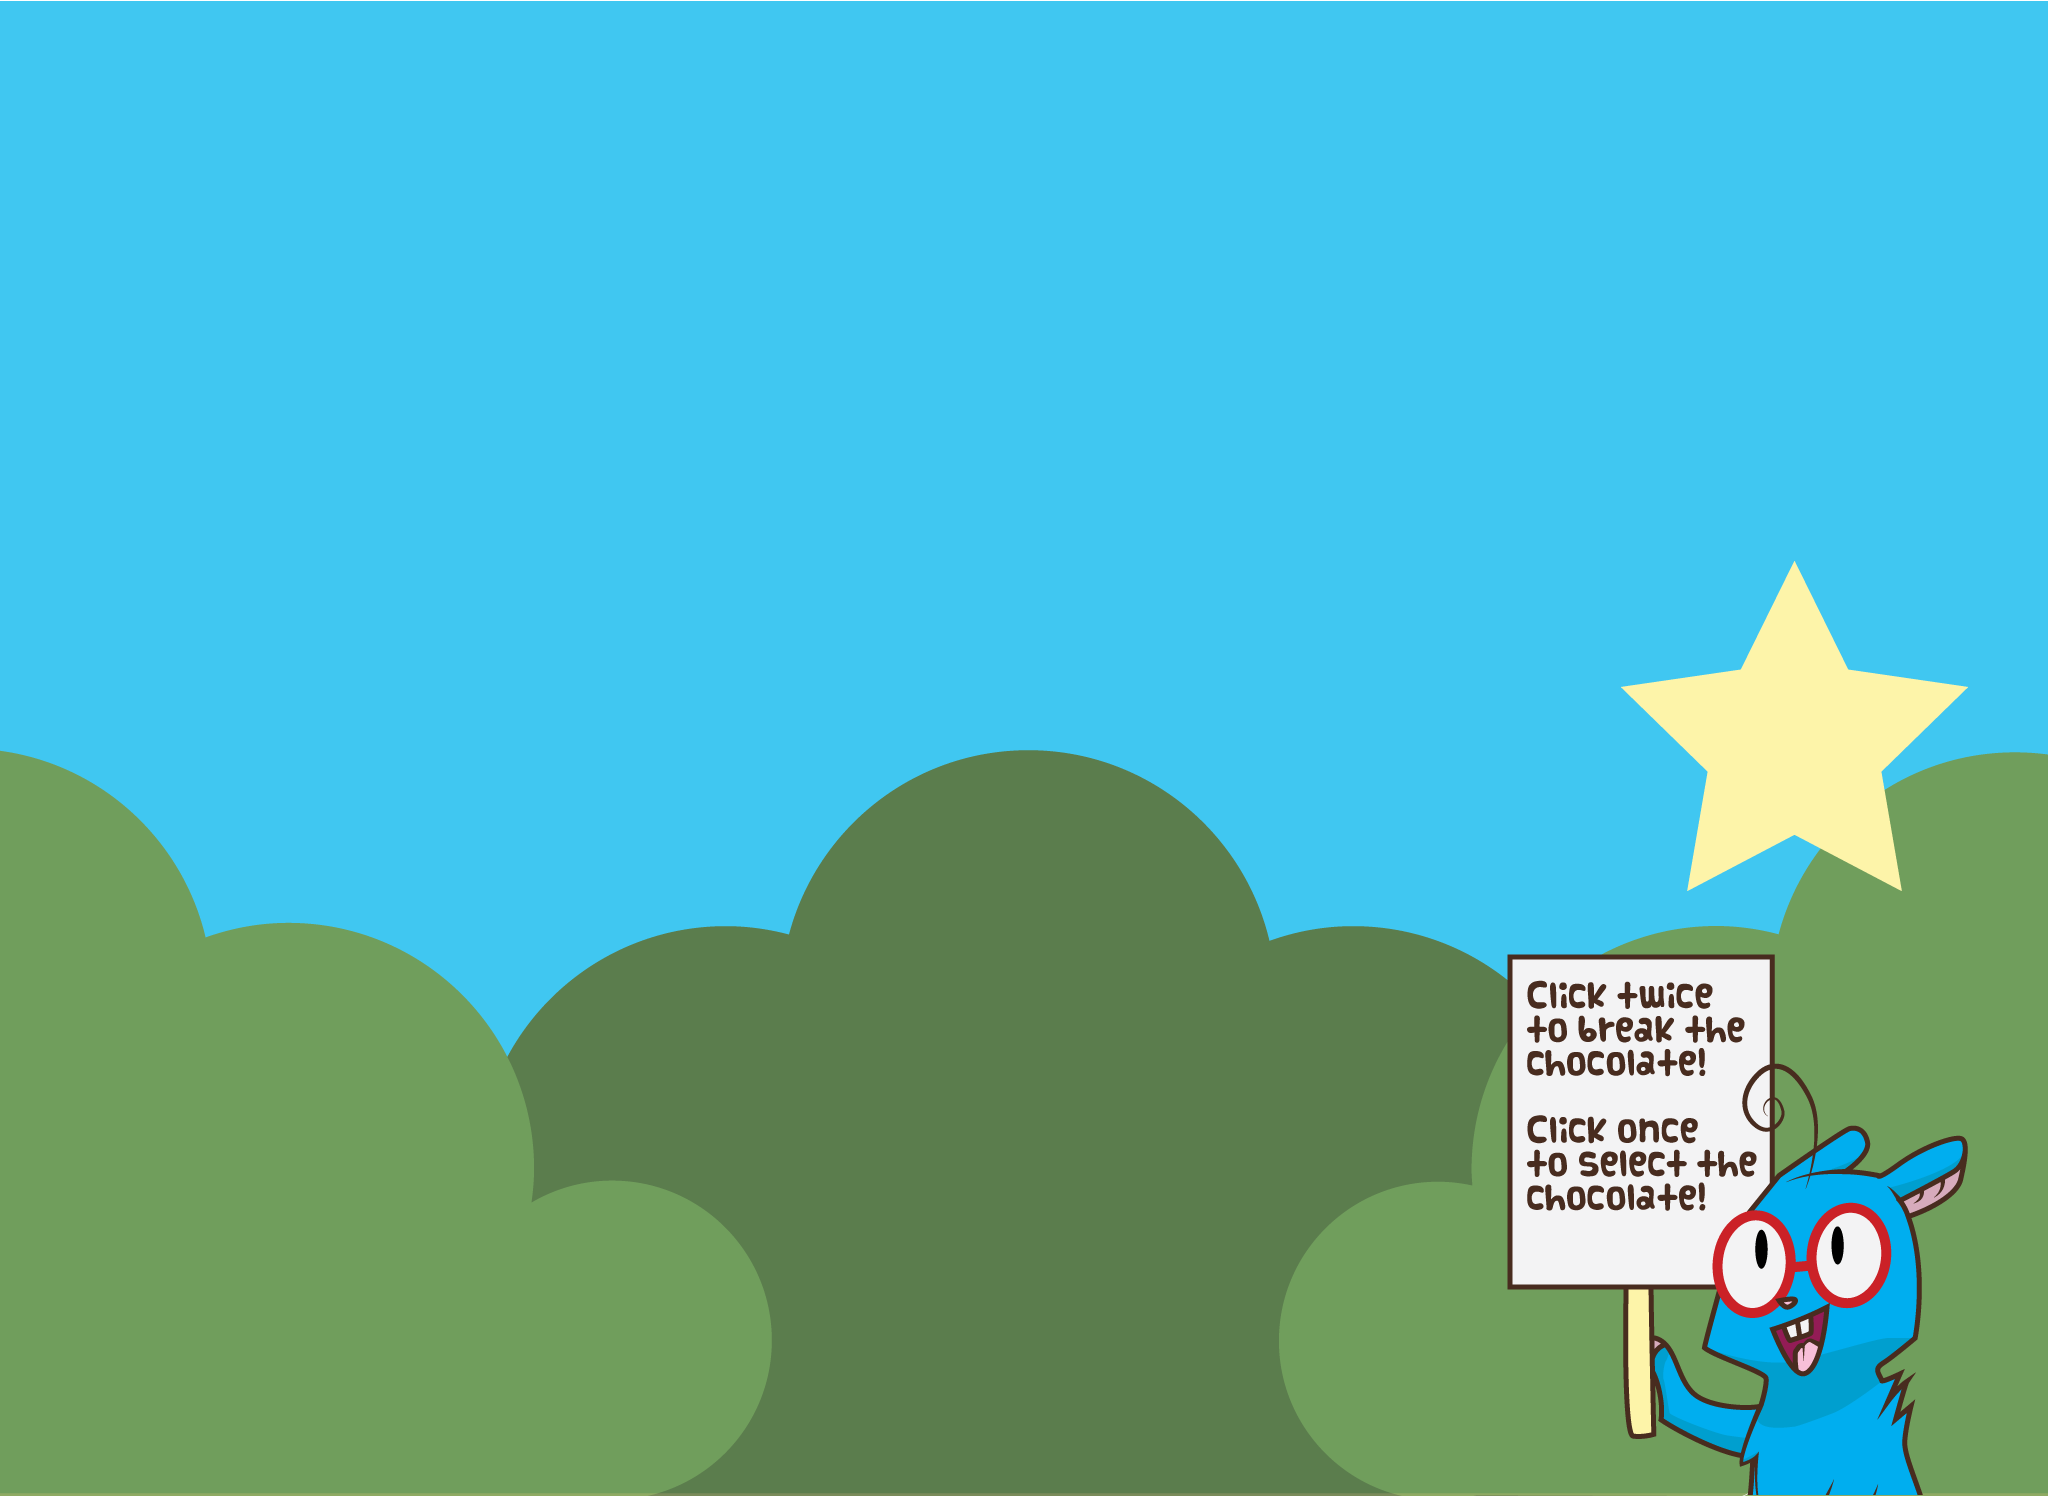 Click twice
to break the
chocolate!
Click once
to select the
chocolate!